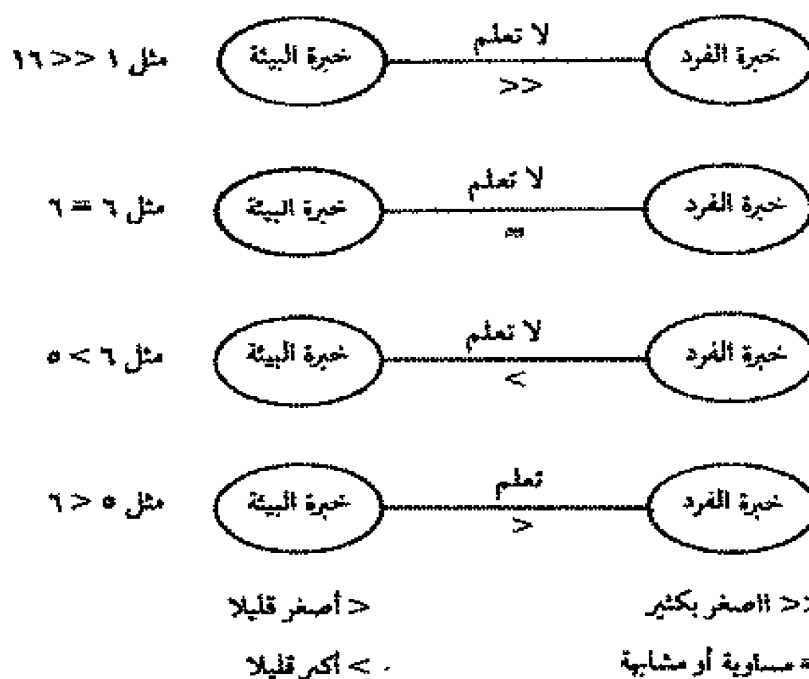 خبرة الفرد لا تعلم خبرة البيئة مثل ١ >> ١٦
>>
خبرة الفرد لا تعلم خبرة البيئة مثل ٦ = ٦
=
خبرة الفرد لا تعلم خبرة البيئة مثل ٦ < ٥
<
خبرة الفرد تعلم خبرة البيئة مثل ٥ > ٦
>
>> اصغر بكثير > أصغر قليلا
= مساوية أو مشابهة < أكبر قليلا